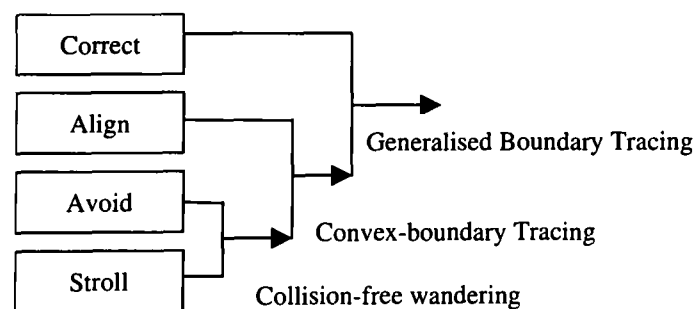 Correct
Align
Generalised Boundary Tracing
Avoid
Convex-boundary Tracing
Stroll
Collision-free wandering